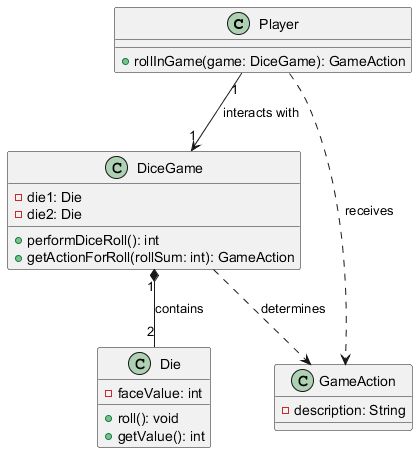 C Player
+rollInGame(game: DiceGame): GameAction
1
interacts with
1
C DiceGame
die1: Die
die2: Die
performDiceRoll(): int
getActionForRoll(rollSum: int): GameAction
receives
1
contains
determines
2
C Die
faceValue: int
roll(): void
getValue(): int
C GameAction
description: String